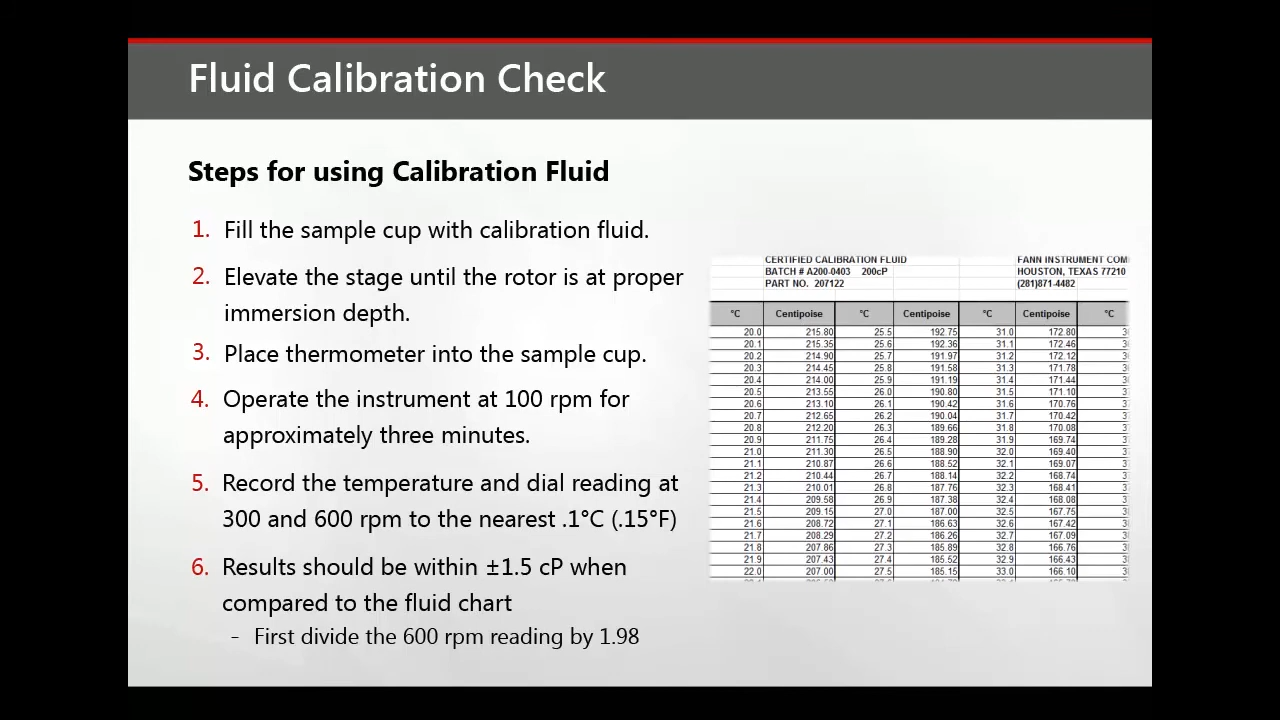 Fluid Calibration Check
Steps for using Calibration Fluid
1. Fill the sample cup with calibration fluid.
2. Elevate the stage until the rotor is at proper
immersion depth.
3. Place thermometer into the sample cup.
4. Operate the instrument at 100 rpm for
approximately three minutes.
5. Record the temperature and dial reading at
300 and 600 rpm to the nearest .1°C (.15°F)
6. Results should be within ±1.5 cP when
compared to the fluid chart
- First divide the 600 rpm reading by 1.98
CERTIFIED CALIBRATION FLUID FANN INSTRUMENT COM
BATCH # A200-0403 200cP HOUSTON, TEXAS 77210
PART NO. 207122 (281)871-4482
°C Centipoise °C Centipoise °C Centipoise °C
20.0 215.80 25.5 192.75 31.0 172.80
20.1 215.35 25.6 192.36 31.1 172.46
20.2 214.90 25.7 191.97 31.2 172.12
20.3 214.45 25.8 191.58 31.3 171.78
20.4 214.00 25.9 191.19 31.4 171.44
20.5 213.55 26.0 190.80 31.5 171.10
20.6 213.10 26.1 190.42 31.6 170.76
20.7 212.65 26.2 190.04 31.7 170.42
20.8 212.20 26.3 189.66 31.8 170.08
20.9 211.75 26.4 189.28 31.9 169.74
21.0 211.30 26.5 188.90 32.0 169.40
21.1 210.87 26.6 188.52 32.1 169.07
21.2 210.44 26.7 188.14 32.2 168.74
21.3 210.01 26.8 187.76 32.3 168.41
21.4 209.58 26.9 187.38 32.4 168.08
21.5 209.15 27.0 187.00 32.5 167.75
21.6 208.72 27.1 186.63 32.6 167.42
21.7 208.29 27.2 186.26 32.7 167.09
21.8 207.86 27.3 185.89 32.8 166.76
21.9 207.43 27.4 185.52 32.9 166.43
22.0 207.00 27.5 185.15 33.0 166.10